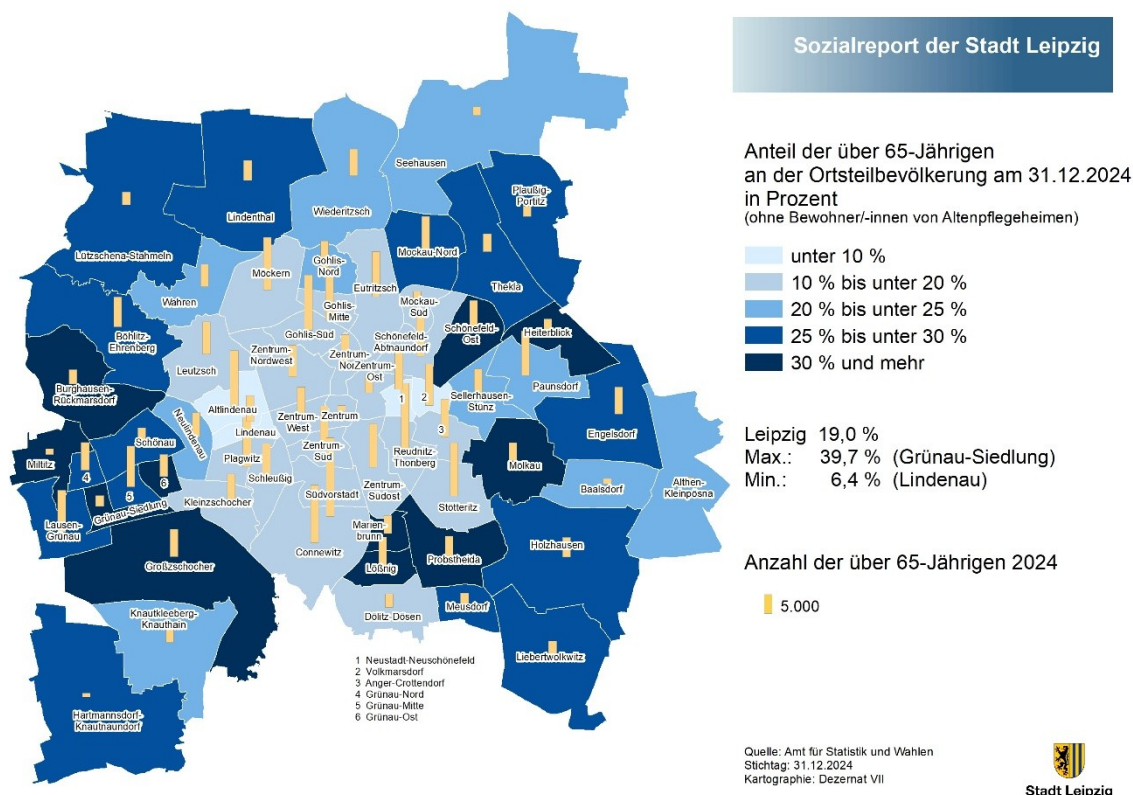 Sozialreport der Stadt Leipzig
Anteil der über 65-Jährigen
an der Ortsteilbevölkerung am 31.12.2024
in Prozent
(ohne Bewohner/-innen von Altenpflegeheimen)
unter 10 %
10 % bis unter 20 %
20 % bis unter 25 %
25 % bis unter 30 %
30 % und mehr
Leipzig 19,0 %
Max.: 39,7 % (Grünau-Siedlung)
Min.: 6,4 % (Lindenau)
Anzahl der über 65-Jährigen 2024
5.000
Seehausen
Plaußig-
Portitz
Lindenthal
Wiederitzsch
Lützschena-Stahmeln
Mockau-Nord
Thekla
Möckern
Gohlis-
Nord
Eutritzsch
Wahren
Gohlis-
Mitte
Mockau-
Süd
Böhlitz-
Ehrenberg
Gohlis-Süd
Schönefeld-
Ost
Heiterblick
Schönefeld-
Abtnaundorf
Leutzsch
Zentrum-
Nordwest
Zentrum-
Nor
Zentrum-
Ost
Burghausen-
Rückmarsdorf
Paunsdorf
Sellerhausen-
Stünz
1
2
3
Altlindenau
Neulindenau
Lindenau
Zentrum-
West
Zentrum
Engelsdorf
Schönau
Plagwitz
Zentrum-
Süd
Reudnitz-
Thonberg
Miltitz
4
5
6
Schleußig
Molkau
Althen-
Kleinpösna
Grünau-Siedlung
Kleinzschocher
Südvorstadt
Zentrum-
Südost
Stötteritz
Baalsdorf
Lausen-
Grünau
Marien-
brunn
Connewitz
Holzhausen
Großzschocher
Lößnig
Probstheida
Knautkleeberg-
Knauthain
Dölitz-Dösen
Meusdorf
Liebertwolkwitz
Hartmannsdorf-
Knautnaundorf
1 Neustadt-Neuschönefeld
2 Volkmarsdorf
3 Anger-Crottendorf
4 Grünau-Nord
5 Grünau-Mitte
6 Grünau-Ost
Quelle: Amt für Statistik und Wahlen
Stichtag: 31.12.2024
Kartographie: Dezernat VII
Stadt Leipzig